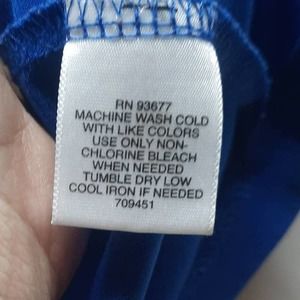 RN 93677
MACHINE WASH COLD
WITH LIKE COLORS
USE ONLY NON-
CHLORINE BLEACH
WHEN NEEDED
TUMBLE DRY LOW
COOL IRON IF NEEDED
709451